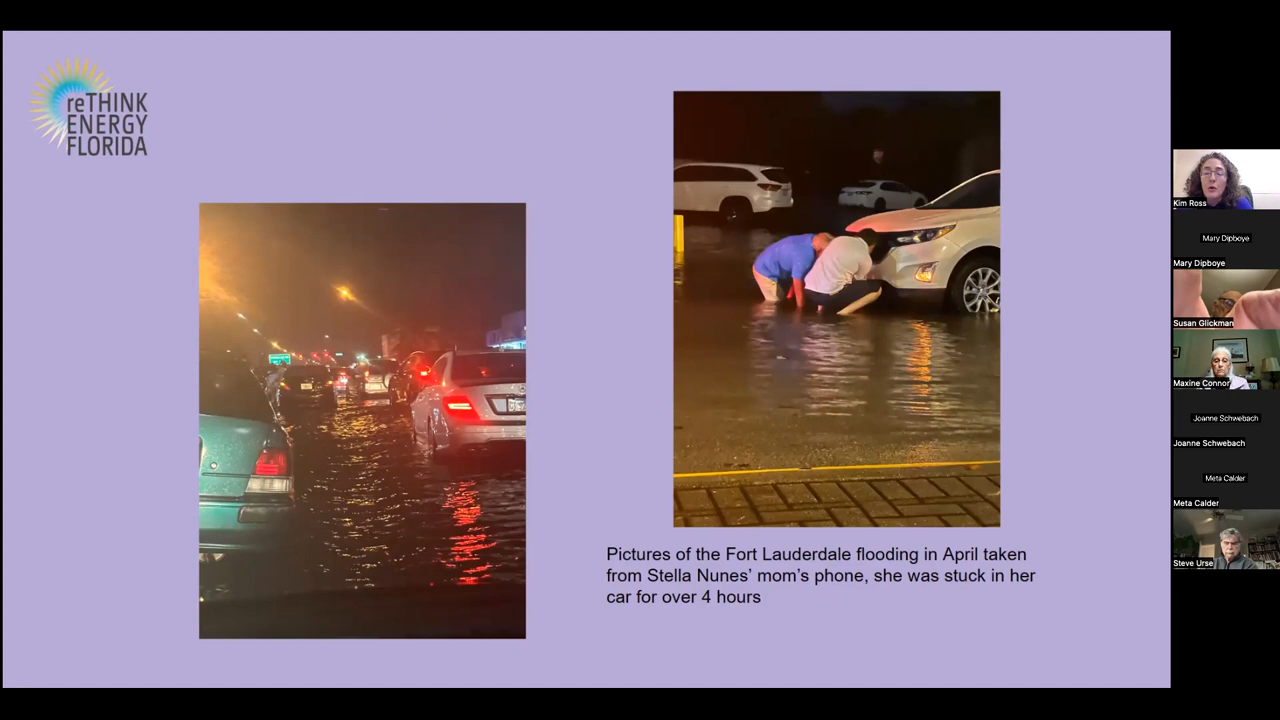 reTHINK
ENERGY
FLORIDA
Pictures of the Fort Lauderdale flooding in April taken
from Stella Nunes’ mom’s phone, she was stuck in her
car for over 4 hours
Kim Ross
Mary Dipboye
Mary Dipboye
Susan Glickman
Maxine Connor
Joanne Schwebach
Joanne Schwebach
Meta Calder
Meta Calder
Steve Urse